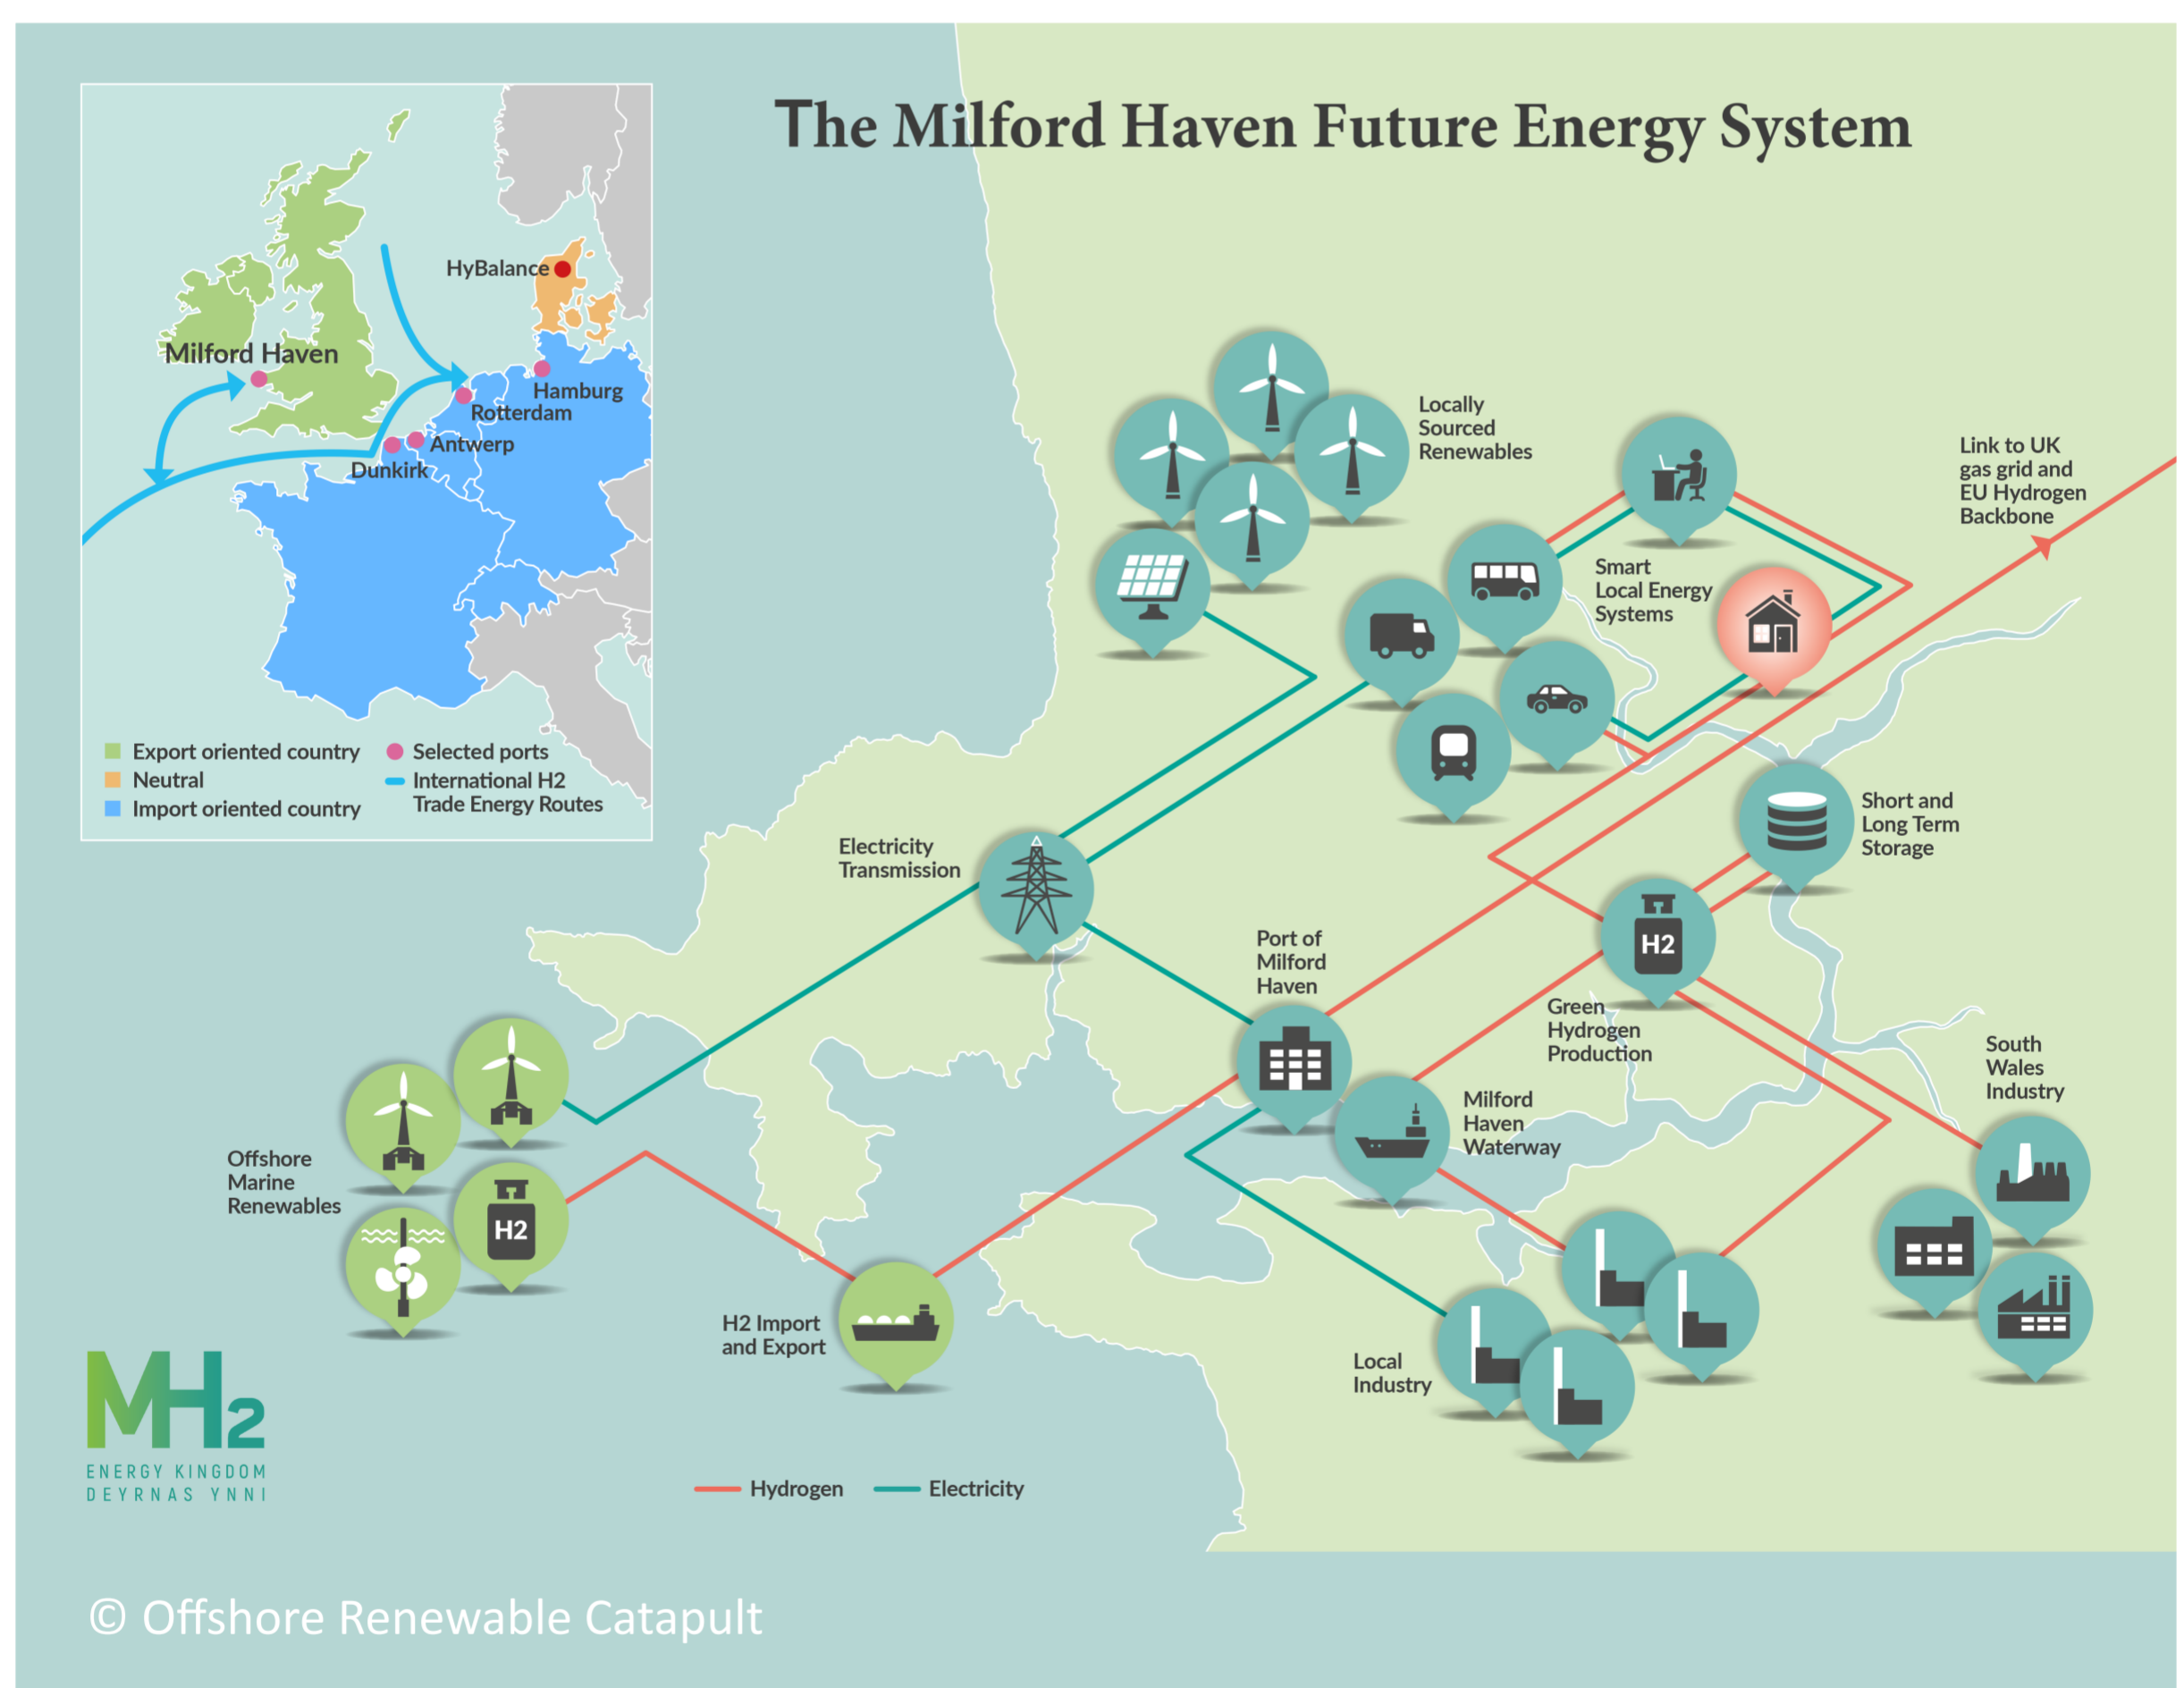 The Milford Haven Future Energy System
HyBalance
Milford Haven
Hamburg
Rotterdam
Antwerp
Dunkirk
Export oriented country
Neutral
Import oriented country
Selected ports
International H2
Trade Energy Routes
Locally
Sourced
Renewables
Link to UK
gas grid and
EU Hydrogen
Backbone
Smart
Local Energy
Systems
Short and
Long Term
Storage
Electricity
Transmission
Port of
Milford
Haven
H2
Green
Hydrogen
Production
South
Wales
Industry
Milford
Haven
Waterway
Offshore
Marine
Renewables
H2
H2 Import
and Export
Local
Industry
MH2
ENERGY KINGDOM
DEYRNAS YNNI
Hydrogen
Electricity
© Offshore Renewable Catapult